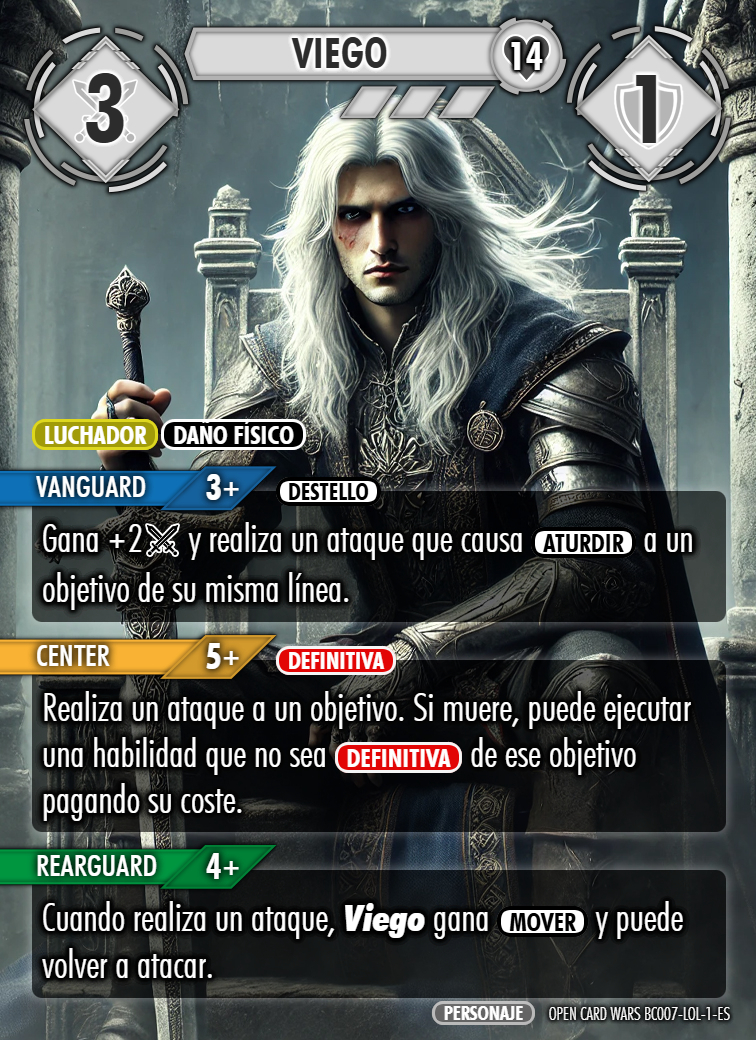 VIEGO
14
3
1
LUCHADOR DAÑO FÍSICO
VANGUARD 3+ DESTELLO
Gana +2 y realiza un ataque que causa ATURDIR a un
objetivo de su misma línea.
CENTER 5+ DEFINITIVA
Realiza un ataque a un objetivo. Si muere, puede ejecutar
una habilidad que no sea DEFINITIVA de ese objetivo
pagando su coste.
REARGUARD 4+
Cuando realiza un ataque, Viego gana MOVER y puede
volver a atacar.
PERSONAJE OPEN CARD WARS BC007-LOL-1-ES